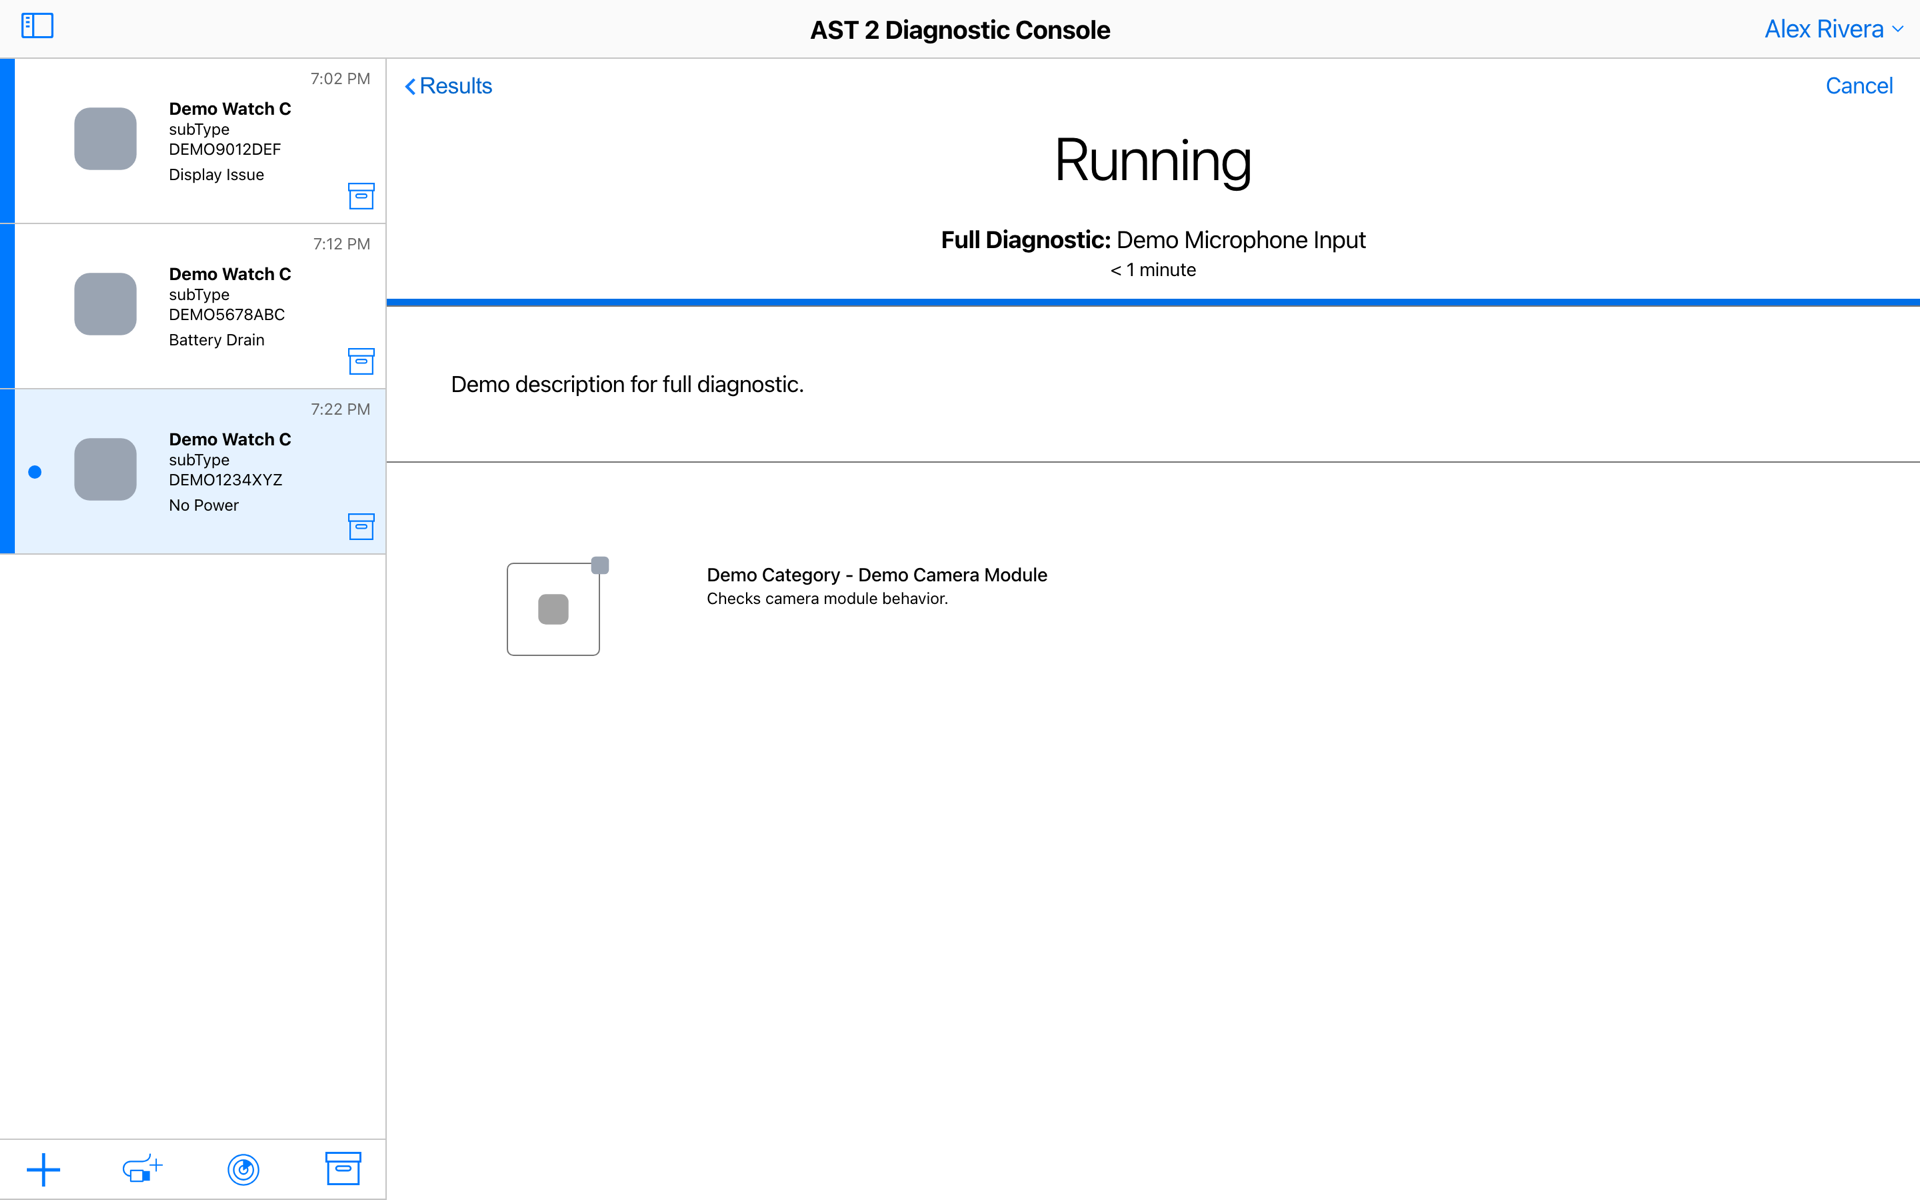 AST 2 Diagnostic Console
Alex Rivera
7:02 PM
Demo Watch C
subType
DEMO9012DEF
Display Issue
7:12 PM
Demo Watch C
subType
DEMO5678ABC
Battery Drain
7:22 PM
Demo Watch C
subType
DEMO1234XYZ
No Power
Results
Cancel
Running
Full Diagnostic: Demo Microphone Input
< 1 minute
Demo description for full diagnostic.
Demo Category - Demo Camera Module
Checks camera module behavior.